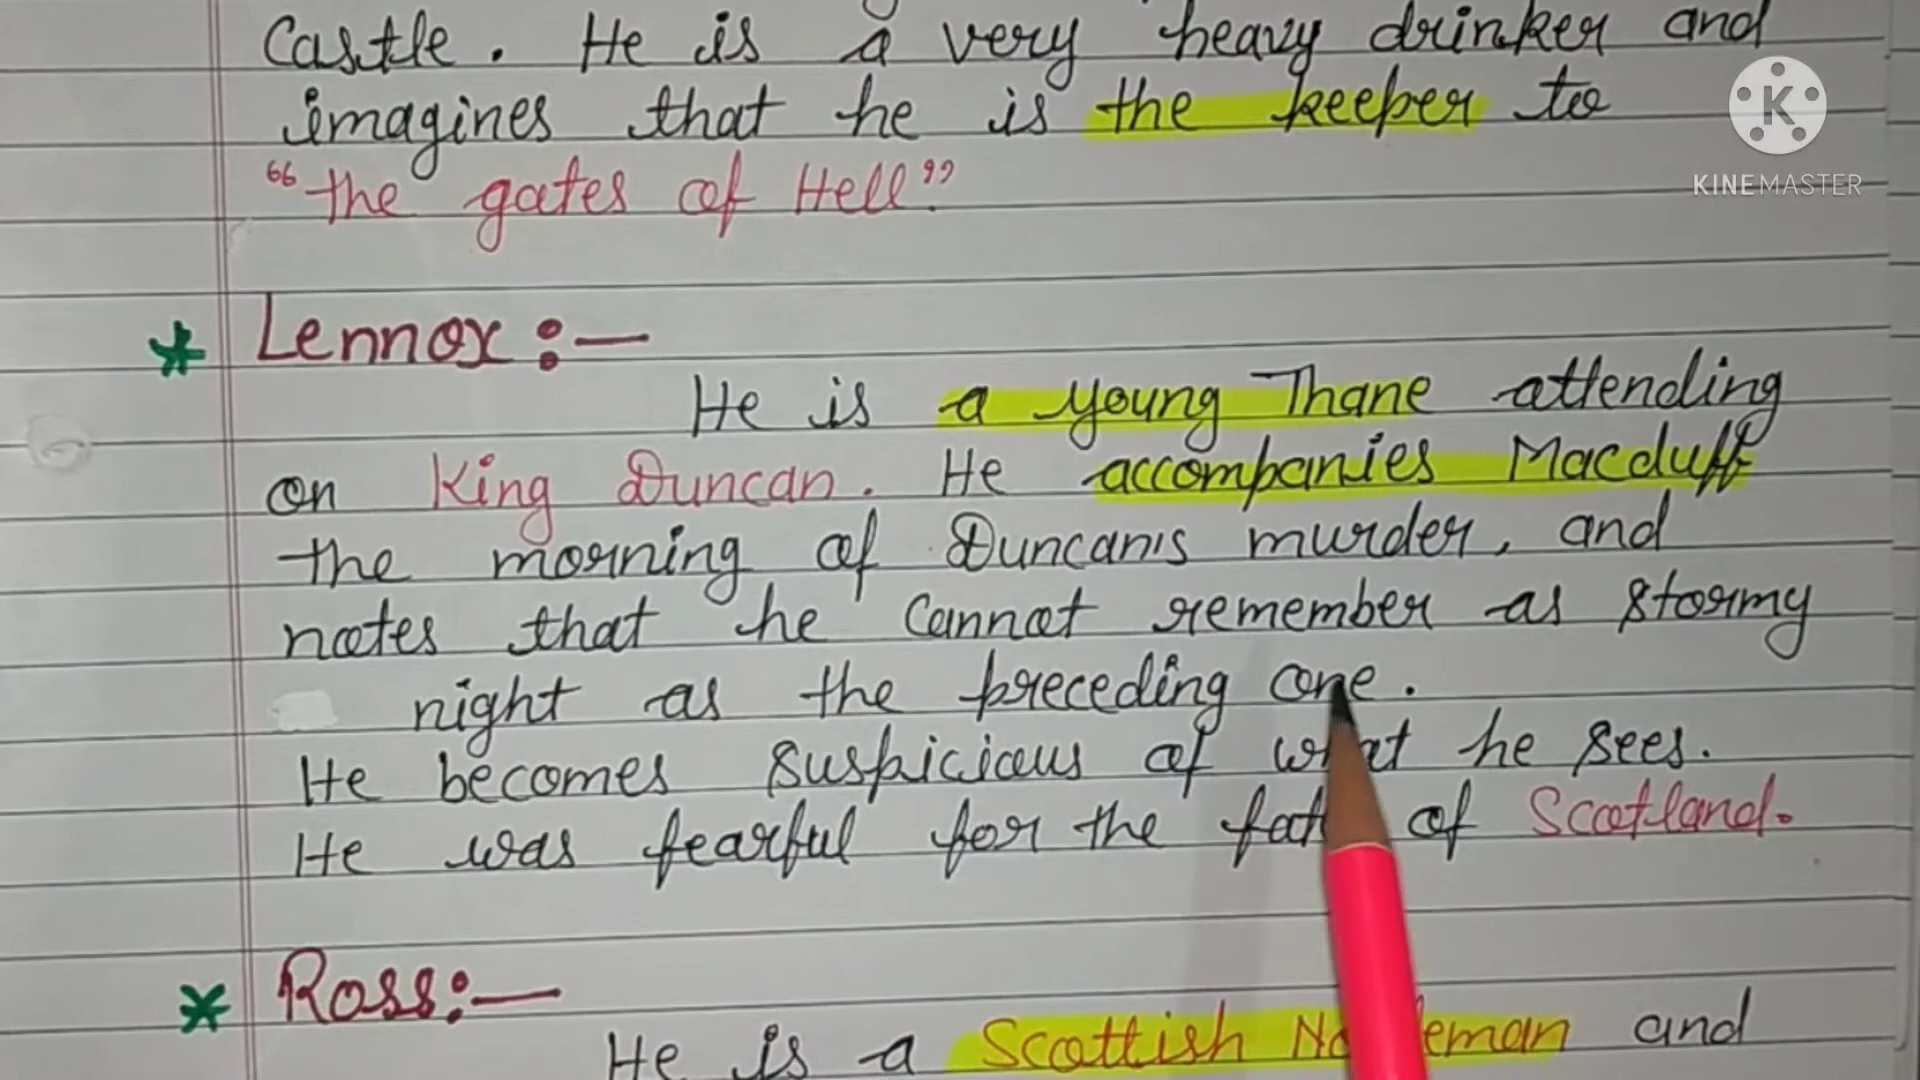 Castle. He is a very heavy drinker and
imagines that he is the keeper to
“the gates of Hell”.
KINEMASTER
* Lennox :—
He is a young Thane attending
on King Duncan. He accompanies Macduff
the morning of Duncan's murder, and
notes that he cannot remember as stormy
night as the preceding one.
He becomes suspicious of what he sees.
He was fearful for the fate of Scotland.
* Ross:—
He is a Scottish Nobleman and